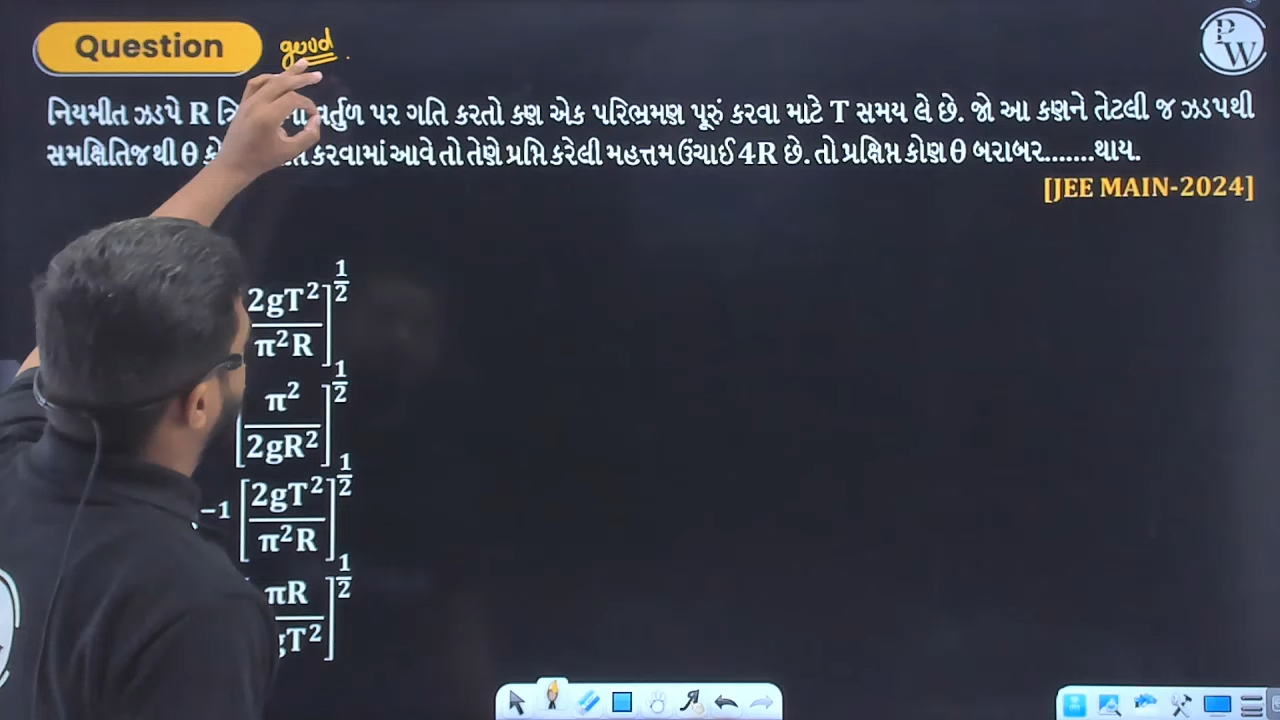 Question good.
PW
નિયમીત ઝડપે R વર્તુળ પર ગતિ કરતો કણ એક પરિભ્રમણ પૂરું કરવા માટે T સમય લે છે. જો આ કણને તેટલી જ ઝડપથી
સમક્ષિતિજથી θ કરવામાં આવે તો તેણે પ્રાપ્ત કરેલી મહત્તમ ઉંચાઈ 4R છે. તો પ્રક્ષિપ્ત કોણ θ બરાબર.......થાય.
[JEE MAIN-2024]
2gT² / π²R ]^1/2
[ π² / 2gR² ]^1/2
−1 [ 2gT² / π²R ]^1/2
πR / gT² ]^1/2